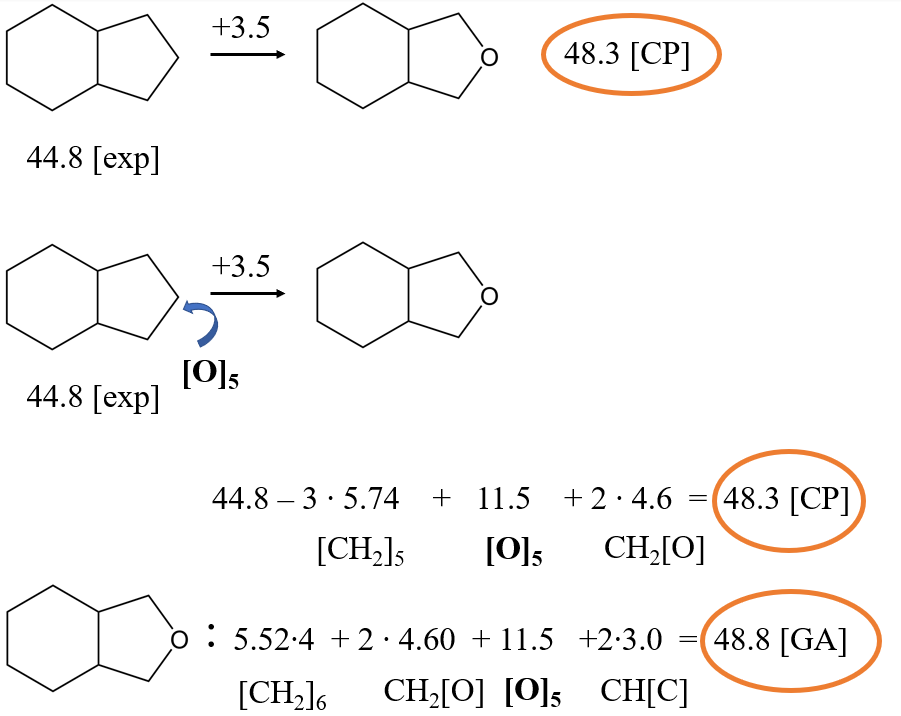 +3.5
O
48.3 [CP]
44.8 [exp]
+3.5
O
[O]₅
44.8 [exp]
44.8 – 3 · 5.74 + 11.5 + 2 · 4.6 = 48.3 [CP]
[CH₂]₅ [O]₅ CH₂[O]
O : 5.52·4 + 2 · 4.60 + 11.5 +2·3.0 = 48.8 [GA]
[CH₂]₆ CH₂[O] [O]₅ CH[C]